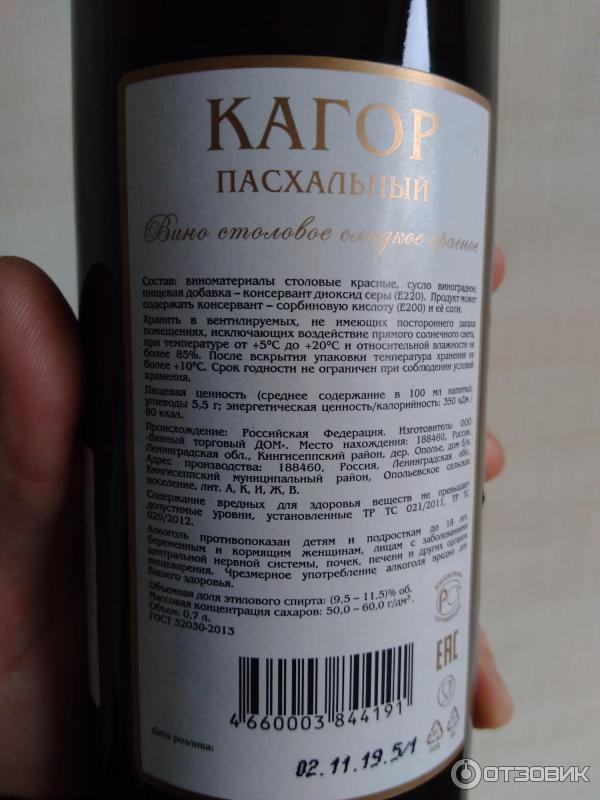 КАГОР
ПАСХАЛЬНЫЙ
Вино столовое сладкое красное
Состав: виноматериалы столовые красные, сусло виноградное,
пищевая добавка – консервант диоксид серы (Е220). Продукт может
содержать консервант – сорбиновую кислоту (Е200) и её соли.
Хранить в вентилируемых, не имеющих постороннего запаха
помещениях, исключающих воздействие прямого солнечного света,
при температуре от +5°С до +20°С и относительной влажности не
более 85%. После вскрытия упаковки температура хранения не
более +10°С. Срок годности не ограничен при соблюдении условий
хранения.
Пищевая ценность (среднее содержание в 100 мл напитка):
углеводы 5,5 г; энергетическая ценность/калорийность: 350 кДж /
80 ккал.
Происхождение: Российская Федерация. Изготовитель: ООО
«Винный торговый ДОМ». Место нахождения: 188460, Россия,
Ленинградская обл., Кингисеппский район, дер. Ополье, дом б/н.
Адрес производства: 188460, Россия, Ленинградская обл.,
Кингисеппский муниципальный район, Опольевское сельское
поселение, лит. А, К, И, Ж, В.
Содержание вредных для здоровья веществ не превышает
допустимые уровни, установленные ТР ТС 021/2011, ТР ТС
029/2012.
Алкоголь противопоказан детям и подросткам до 18 лет,
беременным и кормящим женщинам, лицам с заболеваниями
центральной нервной системы, почек, печени и других органов
пищеварения. Чрезмерное употребление алкоголя вредно для
Вашего здоровья.
Объемная доля этилового спирта: (9,5 – 11,5)% об.
Массовая концентрация сахаров: 50,0 – 60,0 г/дм³.
Объем: 0,7 л.
ГОСТ 32030-2013
РСТ
EAC
4 660003 844191
Дата розлива:
02.11.19.5/1
ОТЗОВИК